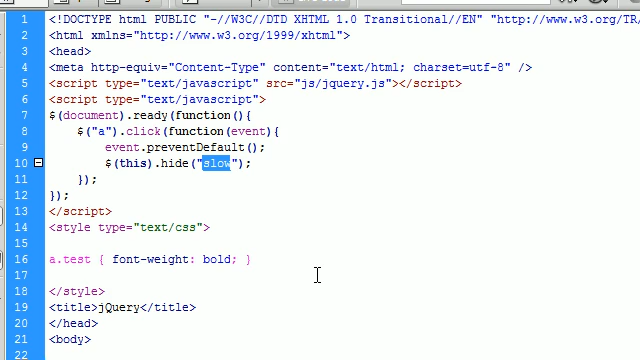 1 <!DOCTYPE html PUBLIC "-//W3C//DTD XHTML 1.0 Transitional//EN" "http://www.w3.org/TR/
2 <html xmlns="http://www.w3.org/1999/xhtml">
3 <head>
4 <meta http-equiv="Content-Type" content="text/html; charset=utf-8" />
5 <script type="text/javascript" src="js/jquery.js"></script>
6 <script type="text/javascript">
7 $(document).ready(function(){
8 $("a").click(function(event){
9 event.preventDefault();
10 $(this).hide("slow");
11 });
12 });
13 </script>
14 <style type="text/css">
15
16 a.test { font-weight: bold; }
17
18 </style>
19 <title>jQuery</title>
20 </head>
21 <body>
22